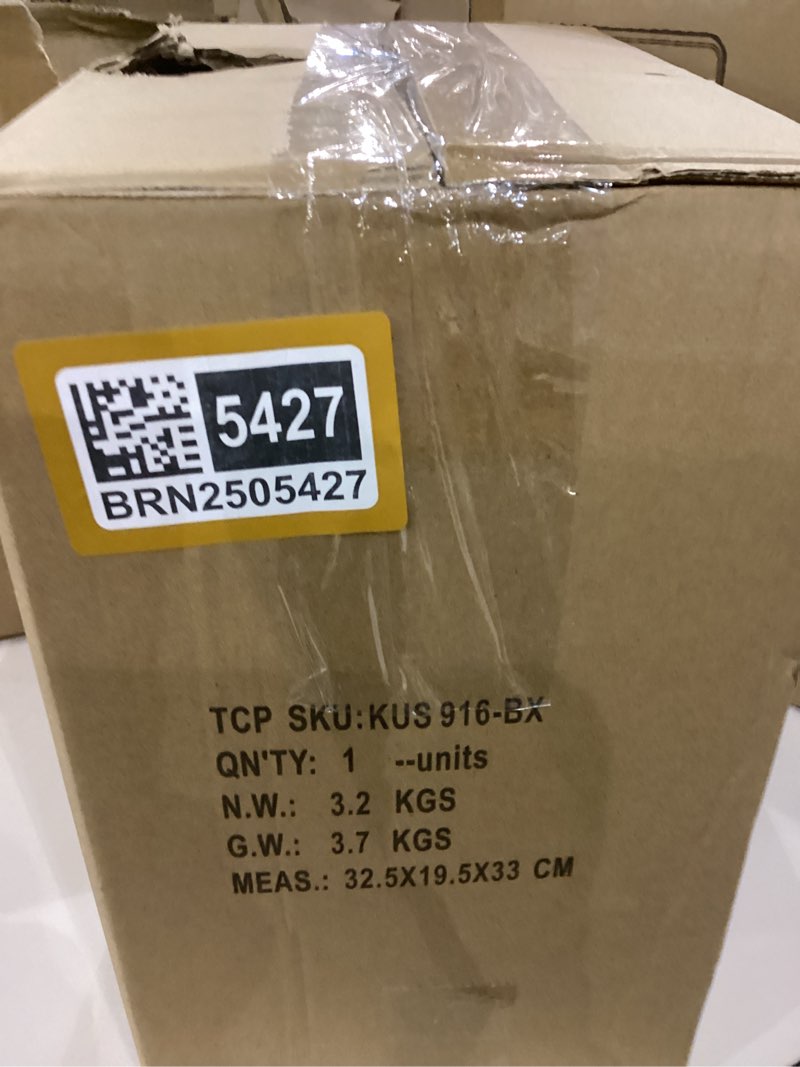 5427
BRN2505427
TCP SKU:KUS 916-BX
QN'TY: 1 --units
N.W.: 3.2 KGS
G.W.: 3.7 KGS
MEAS.: 32.5X19.5X33 CM